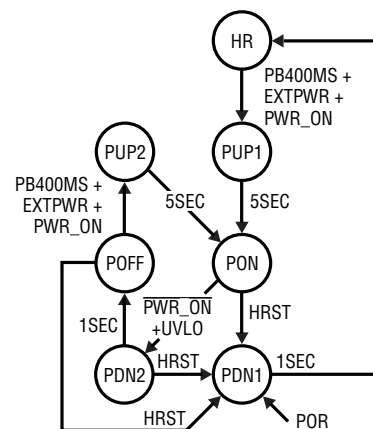 HR
PB400MS +
EXTPWR +
PWR_ON
PUP2
PUP1
PB400MS +
EXTPWR +
PWR_ON
5SEC
5SEC
POFF
PON
PWR_ON
+UVLO
HRST
1SEC
PDN2
HRST
PDN1
1SEC
HRST
POR